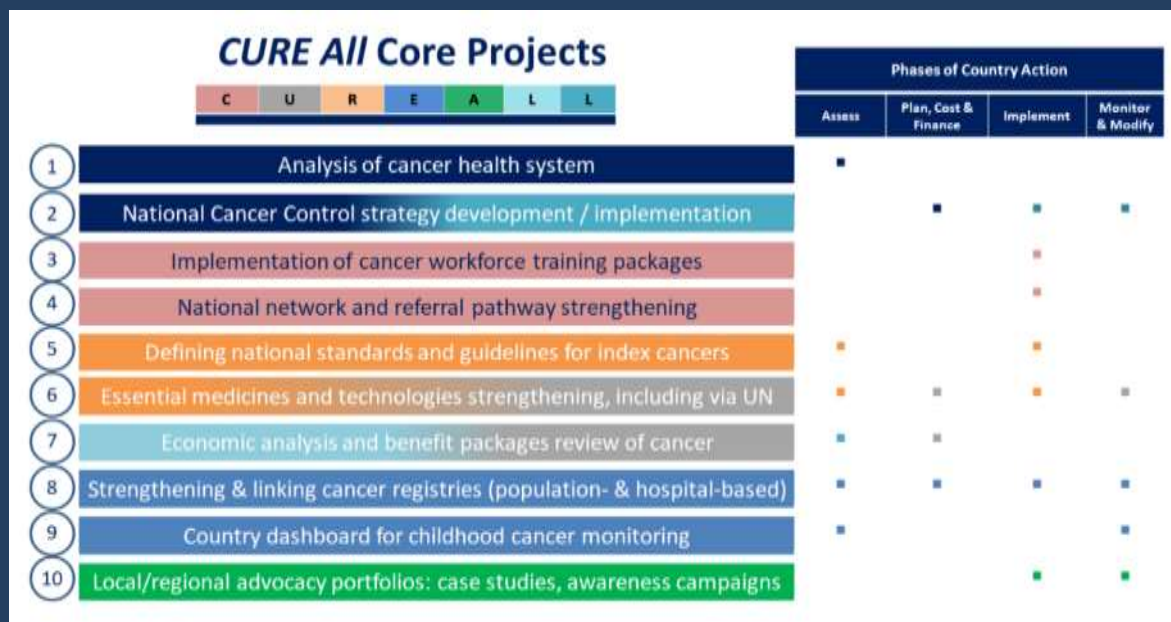 CURE All Core Projects
C U R E A L L
Phases of Country Action
Assess
Plan, Cost &
Finance
Implement
Monitor
& Modify
1 Analysis of cancer health system
2 National Cancer Control strategy development / implementation
3 Implementation of cancer workforce training packages
4 National network and referral pathway strengthening
5 Defining national standards and guidelines for index cancers
6 Essential medicines and technologies strengthening, including via UN
7 Economic analysis and benefit packages review of cancer
8 Strengthening & linking cancer registries (population- & hospital-based)
9 Country dashboard for childhood cancer monitoring
10 Local/regional advocacy portfolios: case studies, awareness campaigns